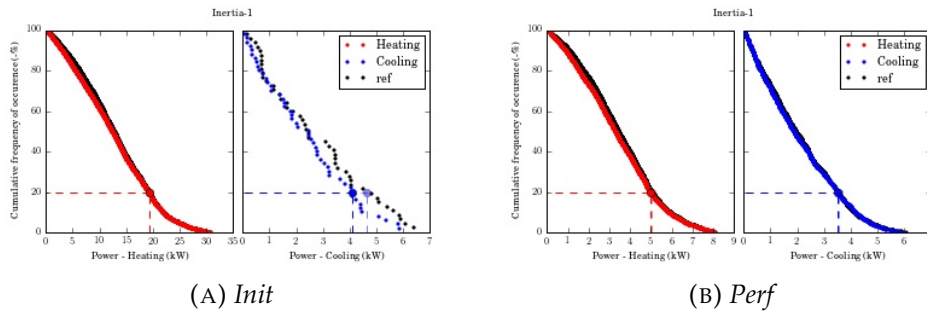 Inertia-1
Inertia-1
Cumulative frequency of occurence (-%)
100
80
60
40
20
0
0 5 10 15 20 25 30 35
Power - Heating (kW)
Heating
Cooling
ref
0 1 2 3 4 5 6 7
Power - Cooling (kW)
Cumulative frequency of occurence (-%)
100
80
60
40
20
0
0 1 2 3 4 5 6 7 8 9
Power - Heating (kW)
Heating
Cooling
ref
0 1 2 3 4 5 6
Power - Cooling (kW)
(A) Init
(B) Perf